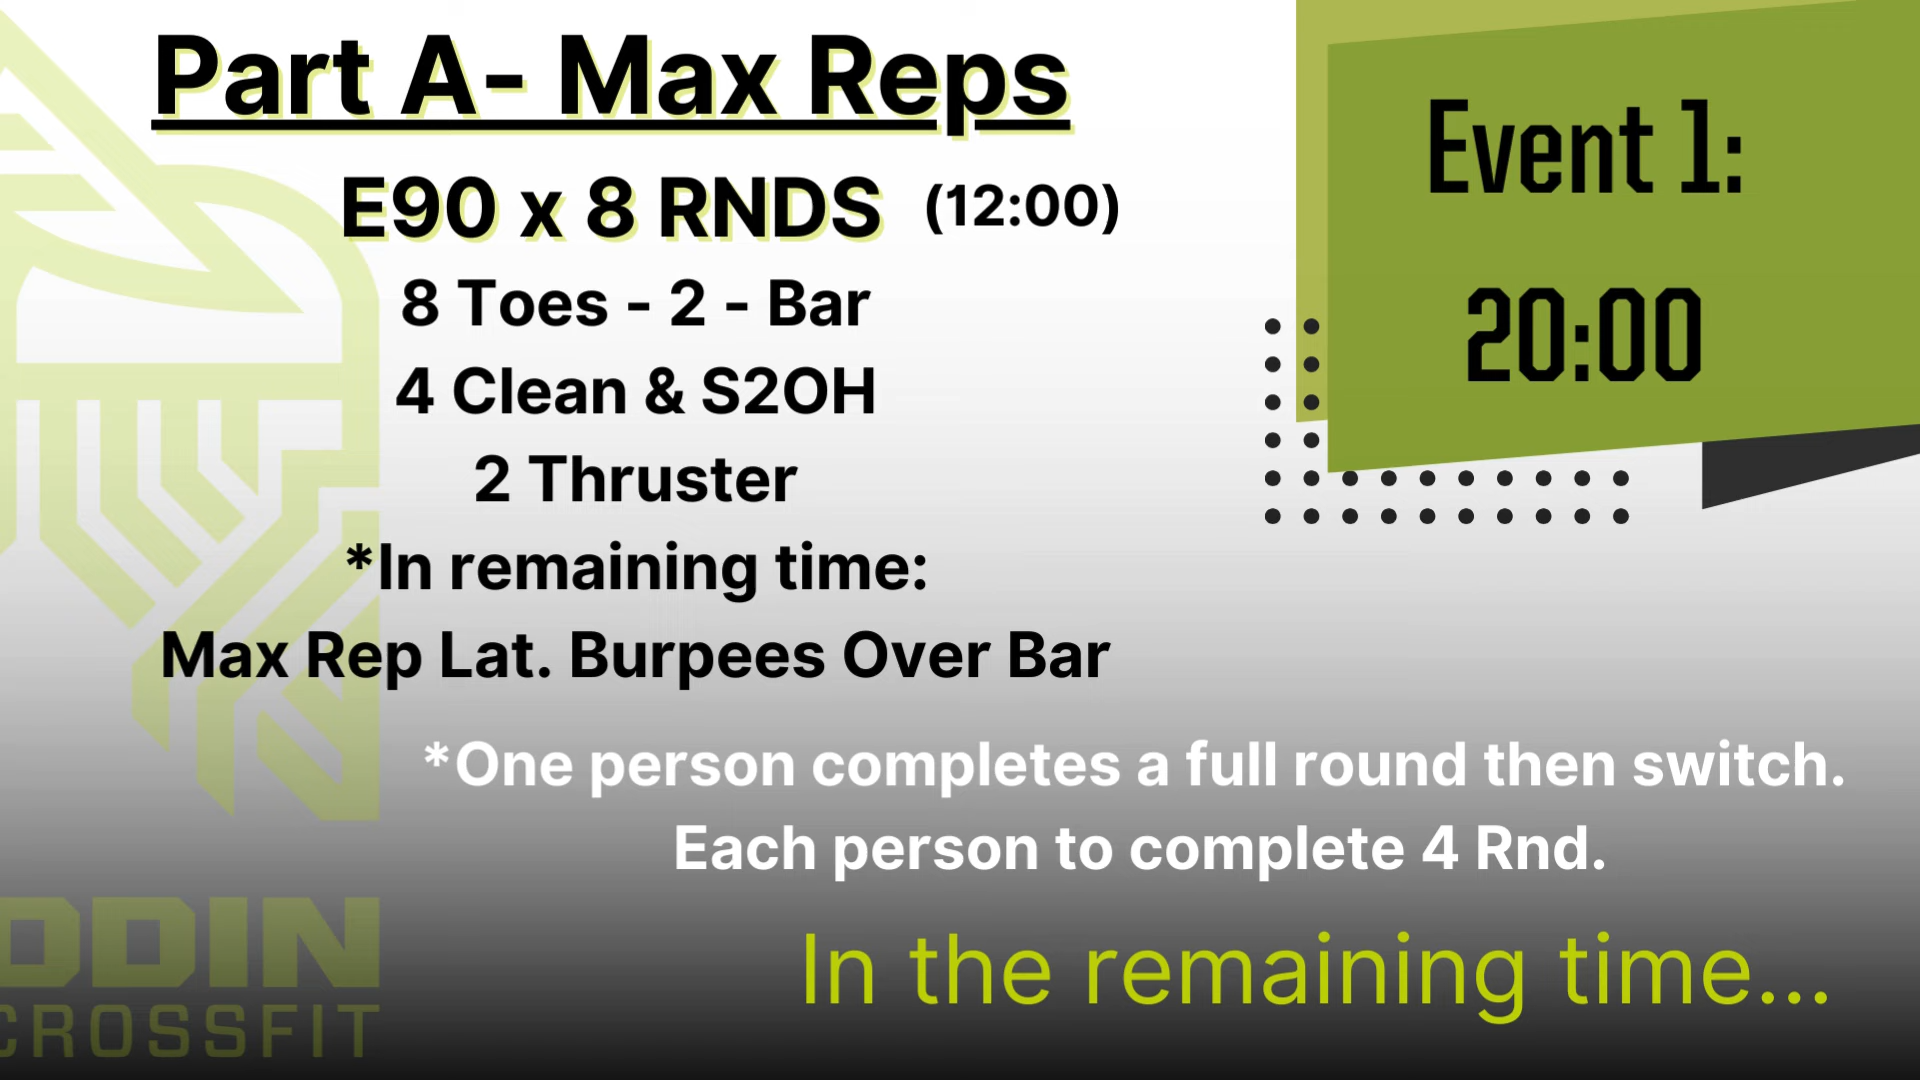 Part A- Max Reps
E90 x 8 RNDS (12:00)
8 Toes - 2 - Bar
4 Clean & S2OH
2 Thruster
*In remaining time:
Max Rep Lat. Burpees Over Bar
Event 1:
20:00
*One person completes a full round then switch.
Each person to complete 4 Rnd.
In the remaining time...
ODIN
CROSSFIT